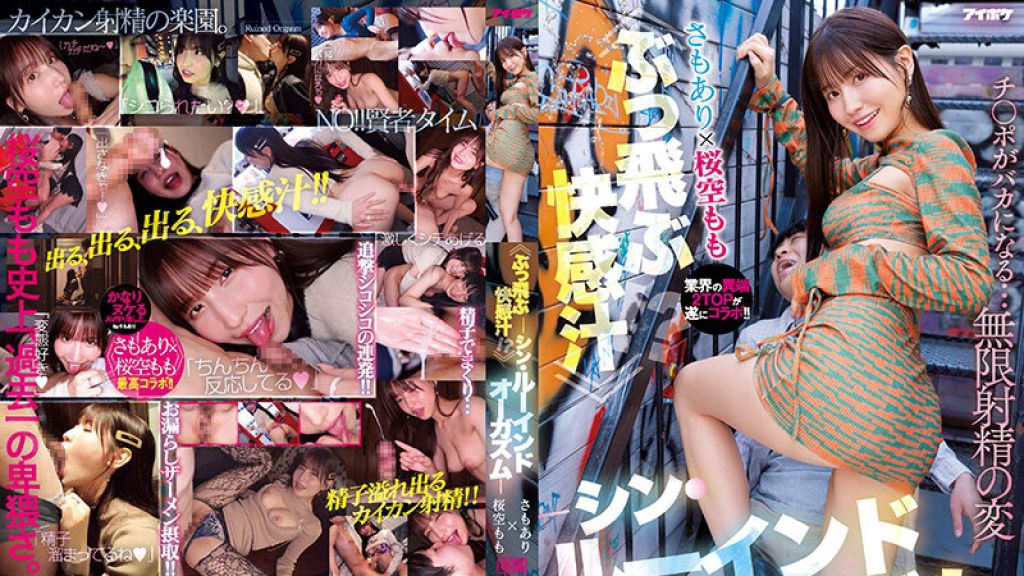 カイカン射精の楽園。
Ruined Orgasm
「シコられたい?♥」
NO!!!賢者タイム
出る、出る、出る、快感汁!!
桜空もも史上過去一の卑猥さ。
激しくベンチあげる
かなり
ヌケる
「さもあり×
桜空もも」
最高コラボ!!
「変態好き♥」
「ちんちん
反応してる♥」
追撃シコシコの連発!!
精子でまくり…
お漏らしザーメン摂取!!
「精子
溜まってるね♥」
精子溢れ出る
カイカン射精!!
《ぶっ飛ぶ
快感汁》
シン・ルーインド
オーガズム
さもあり
×
桜空もも
アイポケ
さもあり×桜空もも
ぶっ飛ぶ
快感汁》
業界の異端
2TOPが
遂にコラボ!!
チ〇ポがバカになる…無限射精の変
シン・
ルーインド